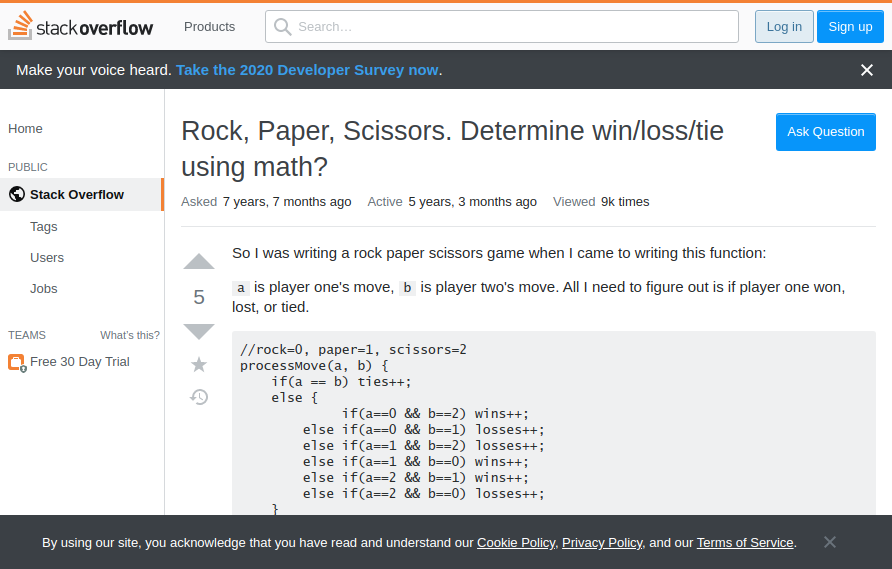 stackoverflow
Products
Search…
Log in
Sign up
Make your voice heard. Take the 2020 Developer Survey now.
Home
PUBLIC
Stack Overflow
Tags
Users
Jobs
TEAMS
What's this?
Free 30 Day Trial
Rock, Paper, Scissors. Determine win/loss/tie
using math?
Ask Question
Asked 7 years, 7 months ago Active 5 years, 3 months ago Viewed 9k times
5
So I was writing a rock paper scissors game when I came to writing this function:
a is player one's move, b is player two's move. All I need to figure out is if player one won,
lost, or tied.
//rock=0, paper=1, scissors=2
processMove(a, b) {
    if(a == b) ties++;
    else {
             if(a==0 && b==2) wins++;
        else if(a==0 && b==1) losses++;
        else if(a==1 && b==2) losses++;
        else if(a==1 && b==0) wins++;
        else if(a==2 && b==1) wins++;
        else if(a==2 && b==0) losses++;
    }
By using our site, you acknowledge that you have read and understand our Cookie Policy, Privacy Policy, and our Terms of Service.